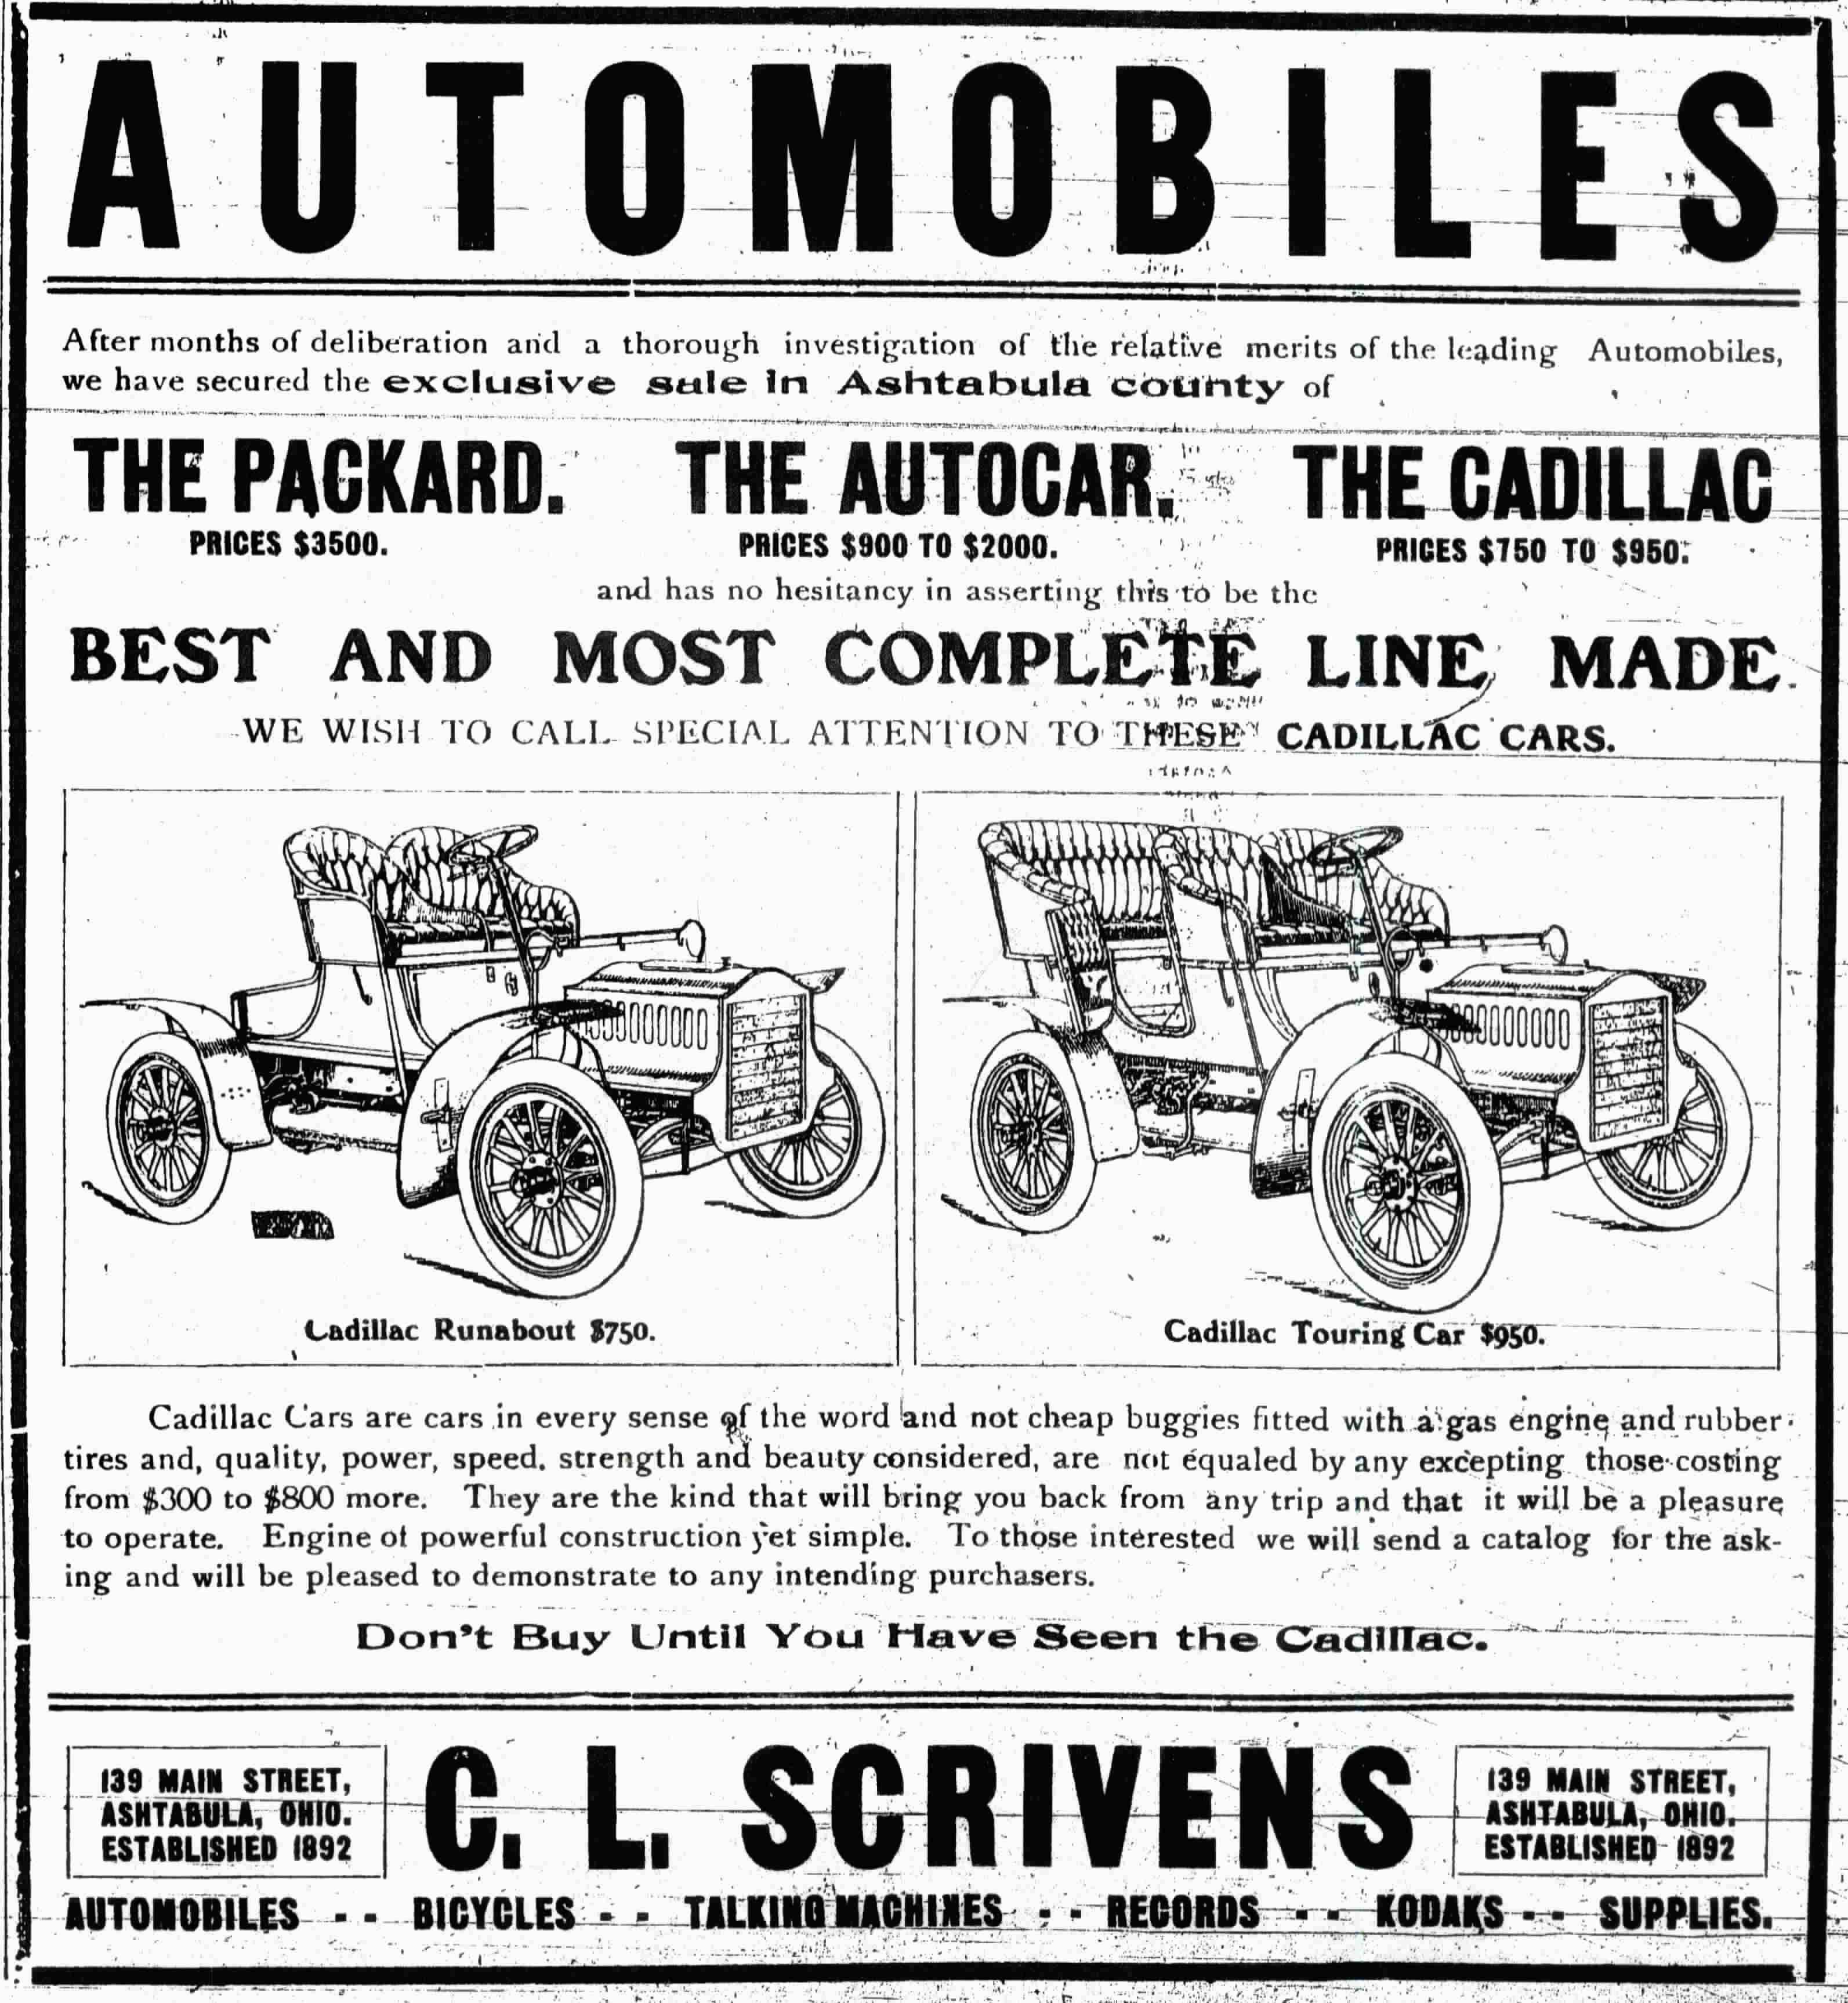 AUTOMOBILES
After months of deliberation and a thorough investigation of the relative merits of the leading Automobiles,
we have secured the exclusive sale in Ashtabula county of
THE PACKARD. THE AUTOCAR. THE CADILLAC
PRICES $3500. PRICES $900 TO $2000. PRICES $750 TO $950.
and has no hesitancy in asserting this to be the
BEST AND MOST COMPLETE LINE MADE.
WE WISH TO CALL SPECIAL ATTENTION TO THESE CADILLAC CARS.
Cadillac Runabout $750.
Cadillac Touring Car $950.
Cadillac Cars are cars in every sense of the word and not cheap buggies fitted with a gas engine and rubber
tires and, quality, power, speed, strength and beauty considered, are not equaled by any excepting those costing
from $300 to $800 more. They are the kind that will bring you back from any trip and that it will be a pleasure
to operate. Engine of powerful construction yet simple. To those interested we will send a catalog for the ask-
ing and will be pleased to demonstrate to any intending purchasers.
Don't Buy Until You Have Seen the Cadillac.
139 MAIN STREET,
ASHTABULA, OHIO.
ESTABLISHED 1892
C. L. SCRIVENS
139 MAIN STREET,
ASHTABULA, OHIO.
ESTABLISHED 1892
AUTOMOBILES - - BICYCLES - - TALKING MACHINES - - RECORDS - - KODAKS - - SUPPLIES.